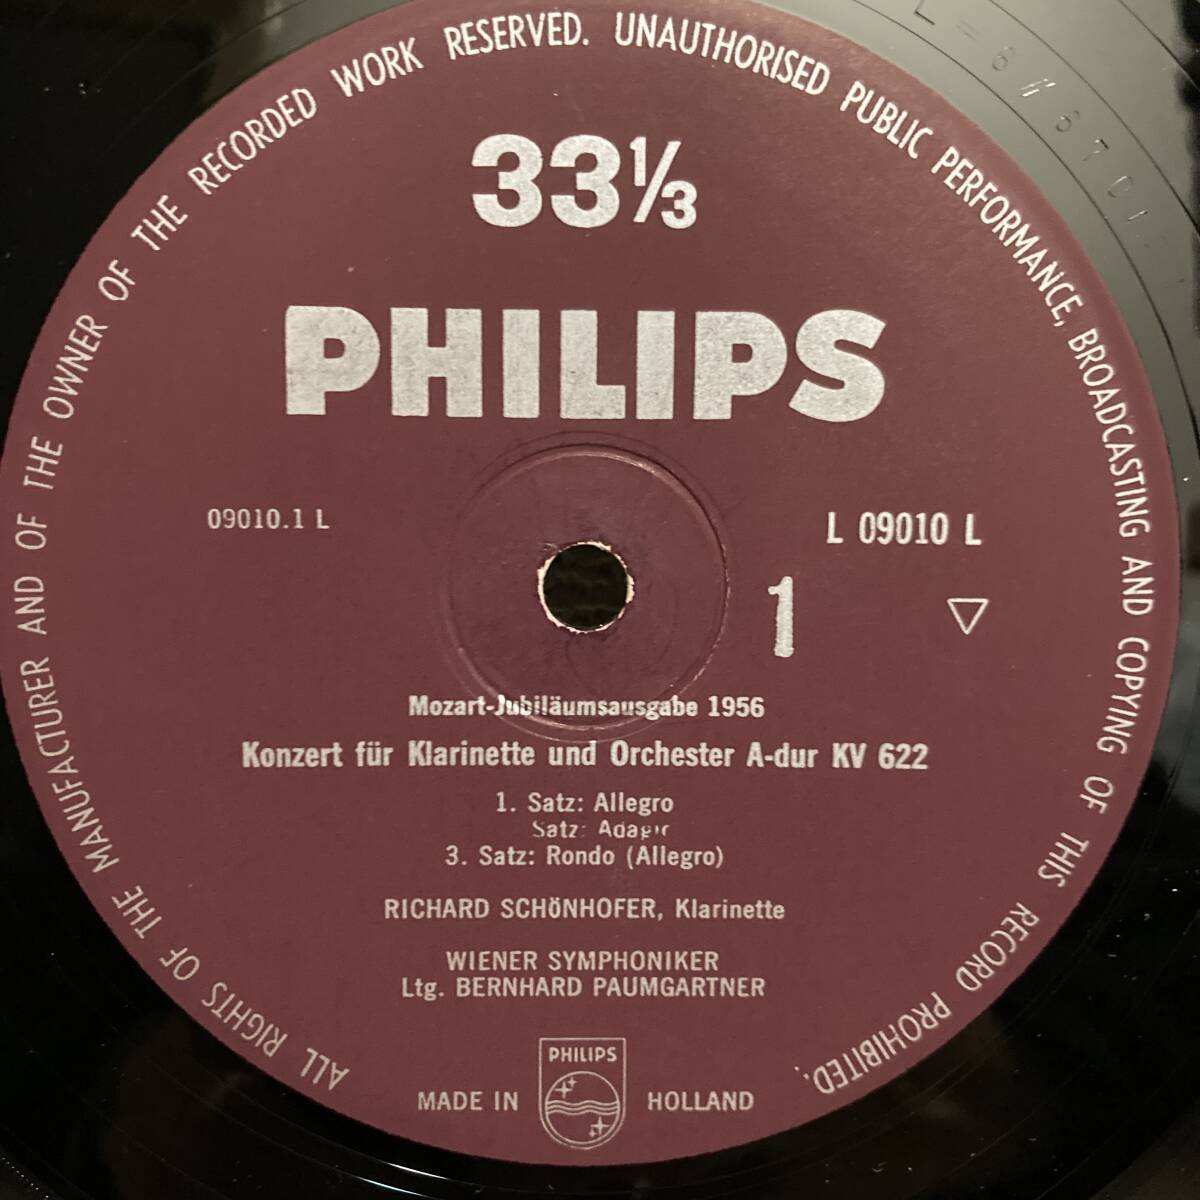 ALL RIGHTS OF THE MANUFACTURER AND OF THE OWNER OF THE RECORDED WORK RESERVED. UNAUTHORISED PUBLIC PERFORMANCE, BROADCASTING AND COPYING OF THIS RECORD PROHIBITED.
33⅓
PHILIPS
09010.1 L
L 09010 L
1
▽
Mozart-Jubiläumsausgabe 1956
Konzert für Klarinette und Orchester A-dur KV 622
1. Satz: Allegro
Satz: Adagio
3. Satz: Rondo (Allegro)
RICHARD SCHÖNHOFER, Klarinette
WIENER SYMPHONIKER
Ltg. BERNHARD PAUMGARTNER
PHILIPS
MADE IN HOLLAND